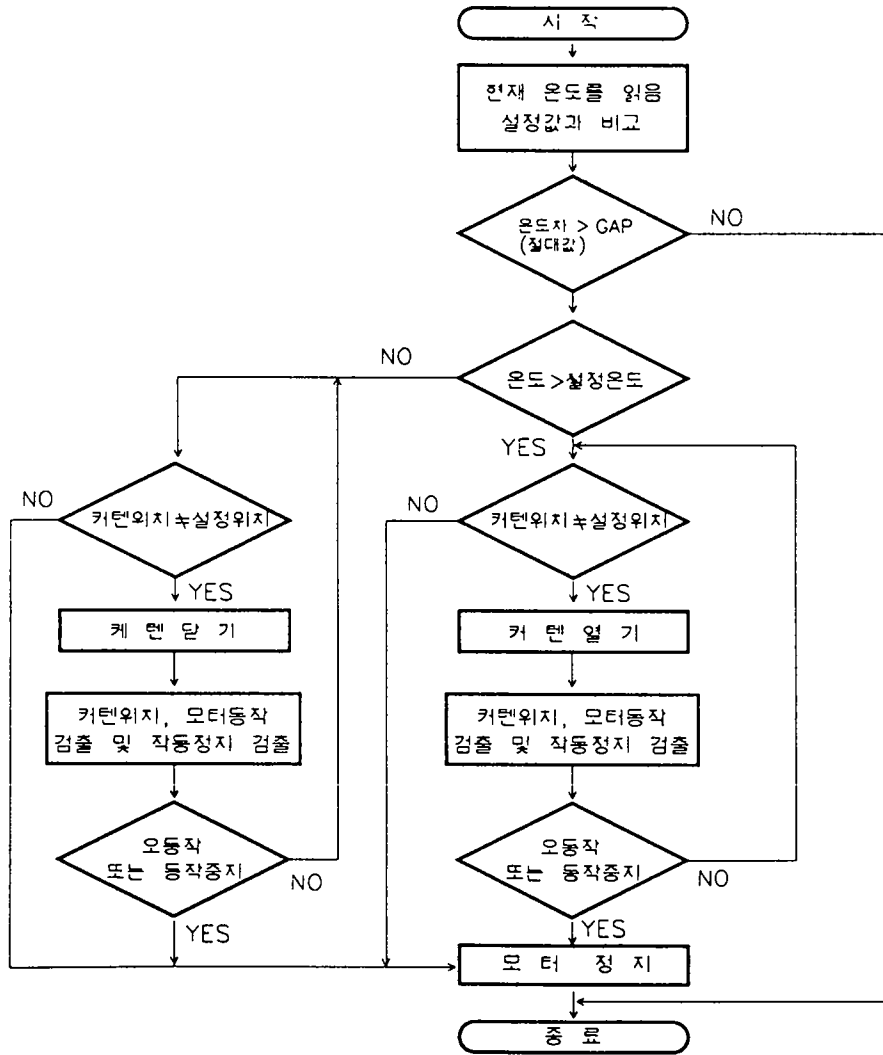 시 작
현재 온도를 읽음
설정값과 비교
온도차 > GAP
(절대값)
NO
NO
온도>설정온도
YES
NO
커텐위치≒설정위치
NO
커텐위치≒설정위치
YES
YES
케 텐 닫 기
커 텐 열 기
커텐위치, 모터동작
검출 및 작동정지 검출
커텐위치, 모터동작
검출 및 작동정지 검출
오동작
또는 동작중지
NO
오동작
또는 동작중지
NO
YES
YES
모 터 정 지
종 료